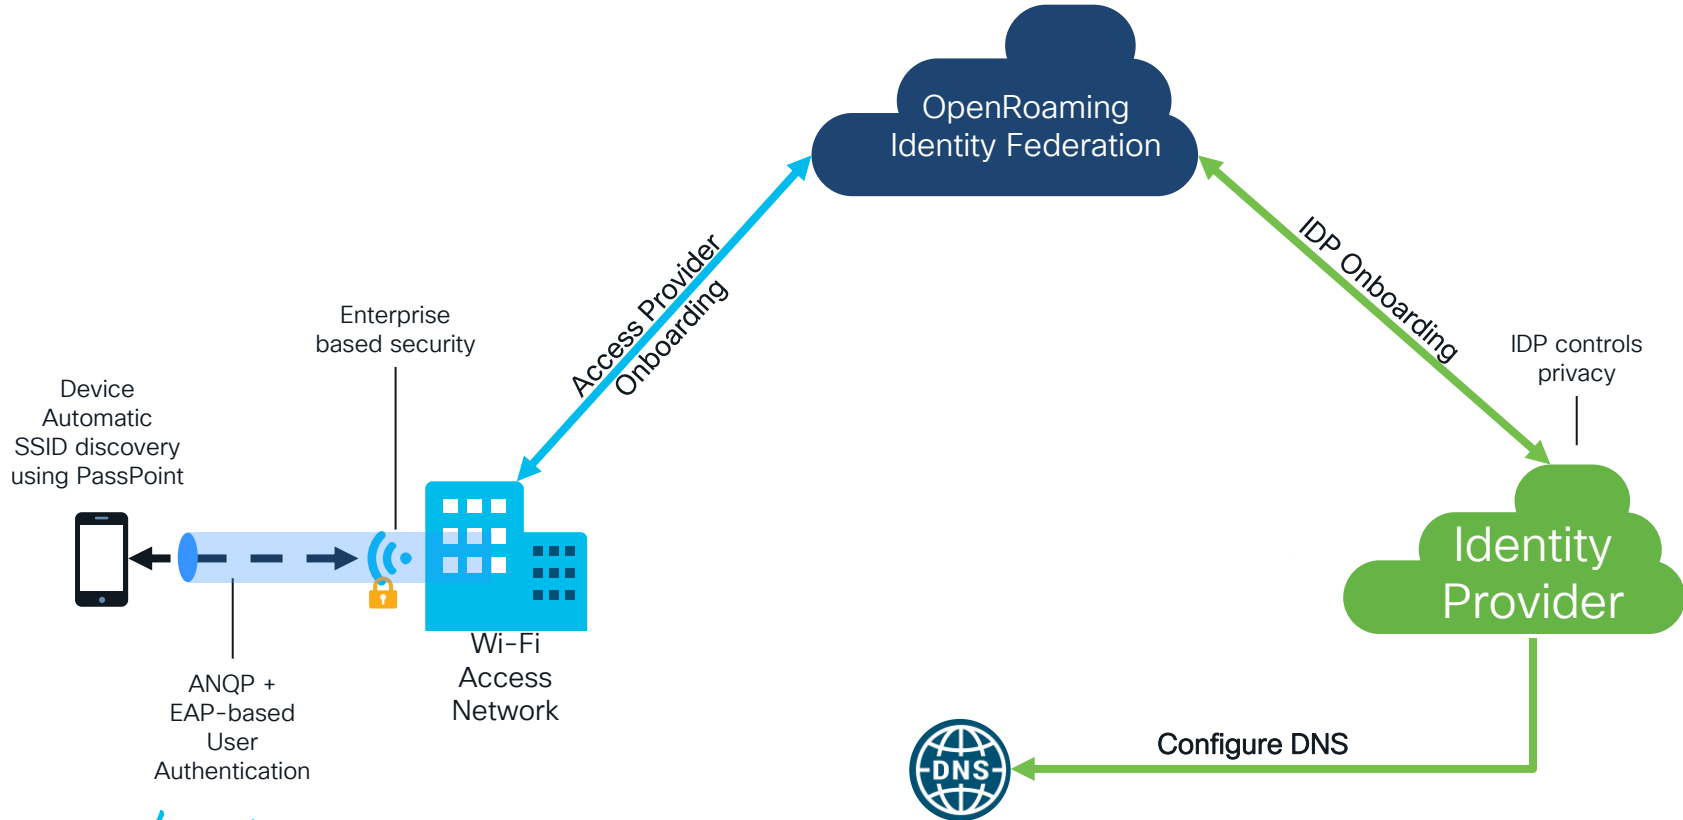 OpenRoaming
Identity Federation
Access Provider
Onboarding
IDP Onboarding
Enterprise
based security
IDP controls
privacy
Device
Automatic
SSID discovery
using PassPoint
Identity
Provider
Wi-Fi
Access
Network
ANQP +
EAP-based
User
Authentication
Configure DNS
DNS